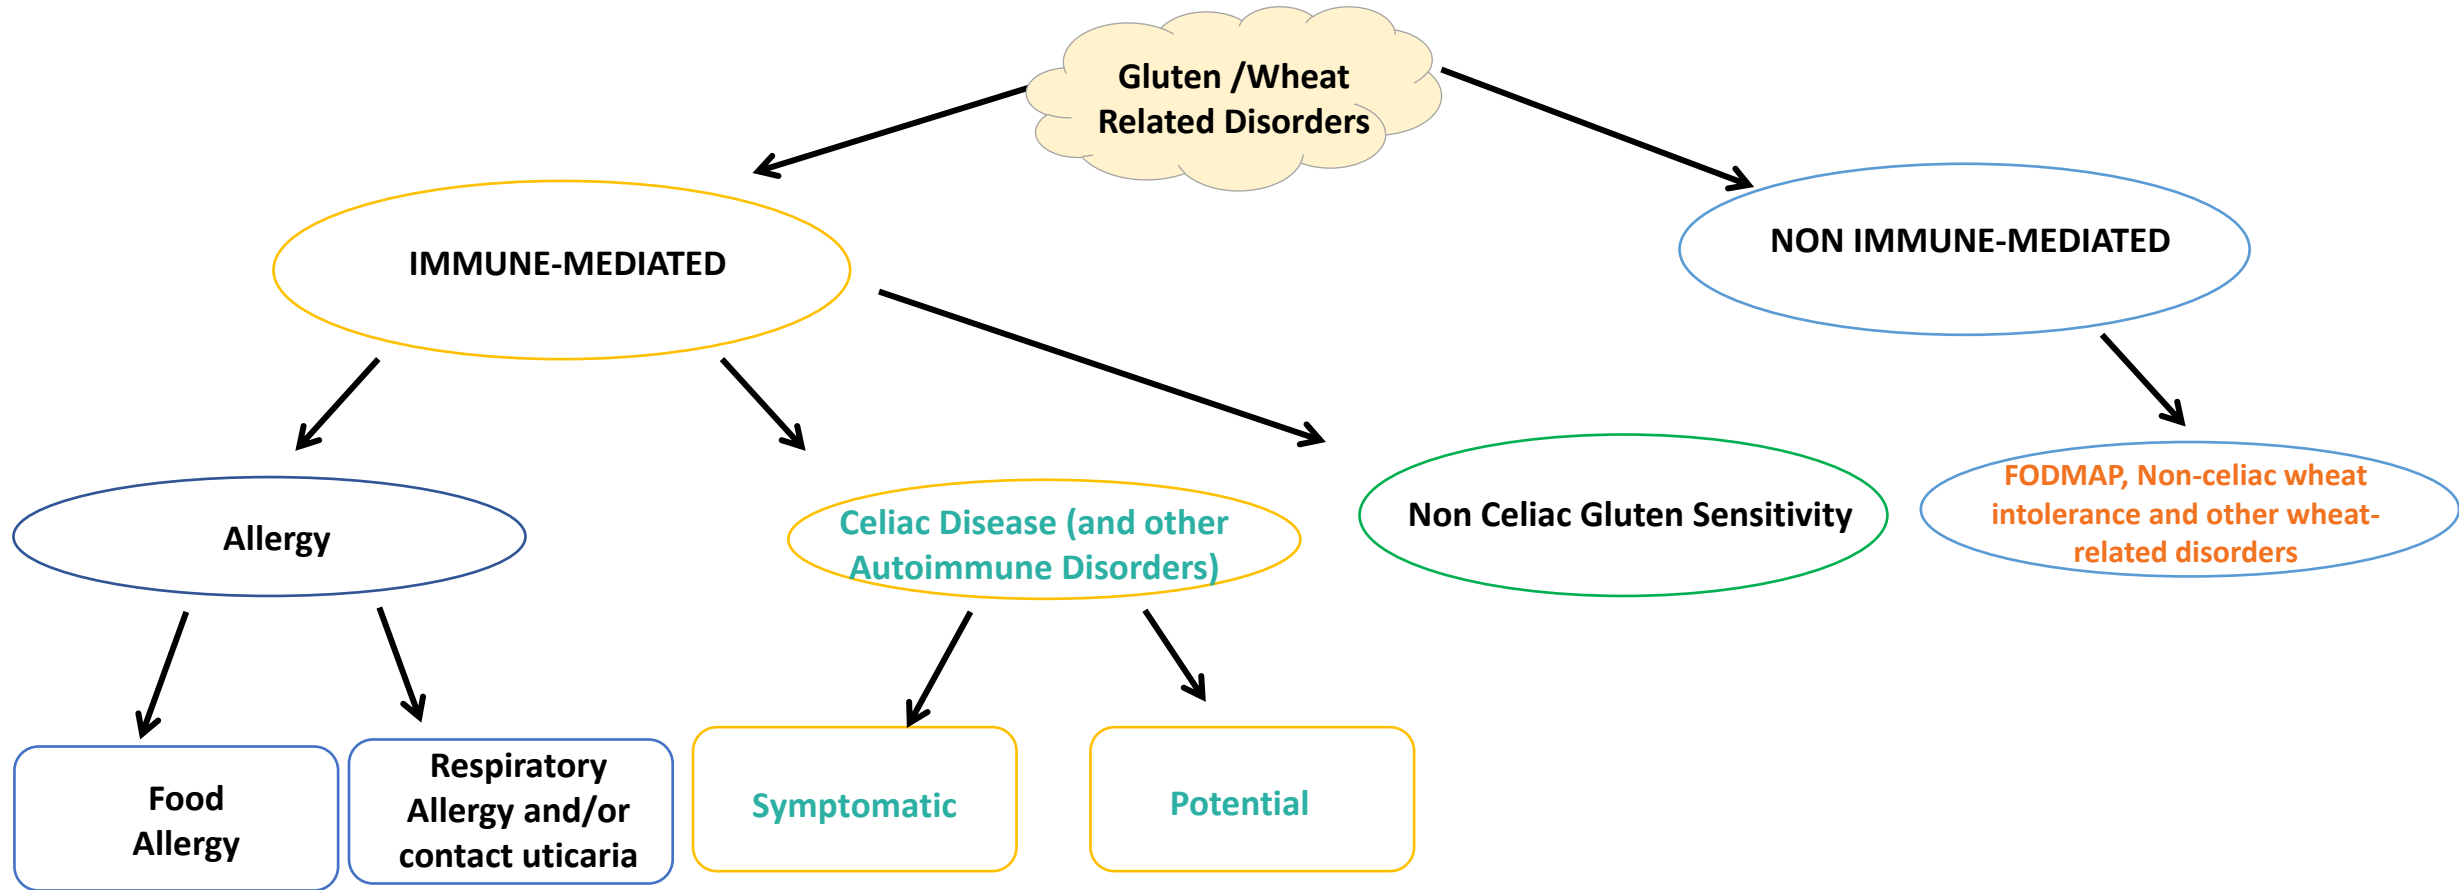 Gluten /Wheat
Related Disorders
IMMUNE-MEDIATED
NON IMMUNE-MEDIATED
Allergy
Celiac Disease (and other
Autoimmune Disorders)
Non Celiac Gluten Sensitivity
FODMAP, Non-celiac wheat
intolerance and other wheat-
related disorders
Food
Allergy
Respiratory
Allergy and/or
contact uticaria
Symptomatic
Potential